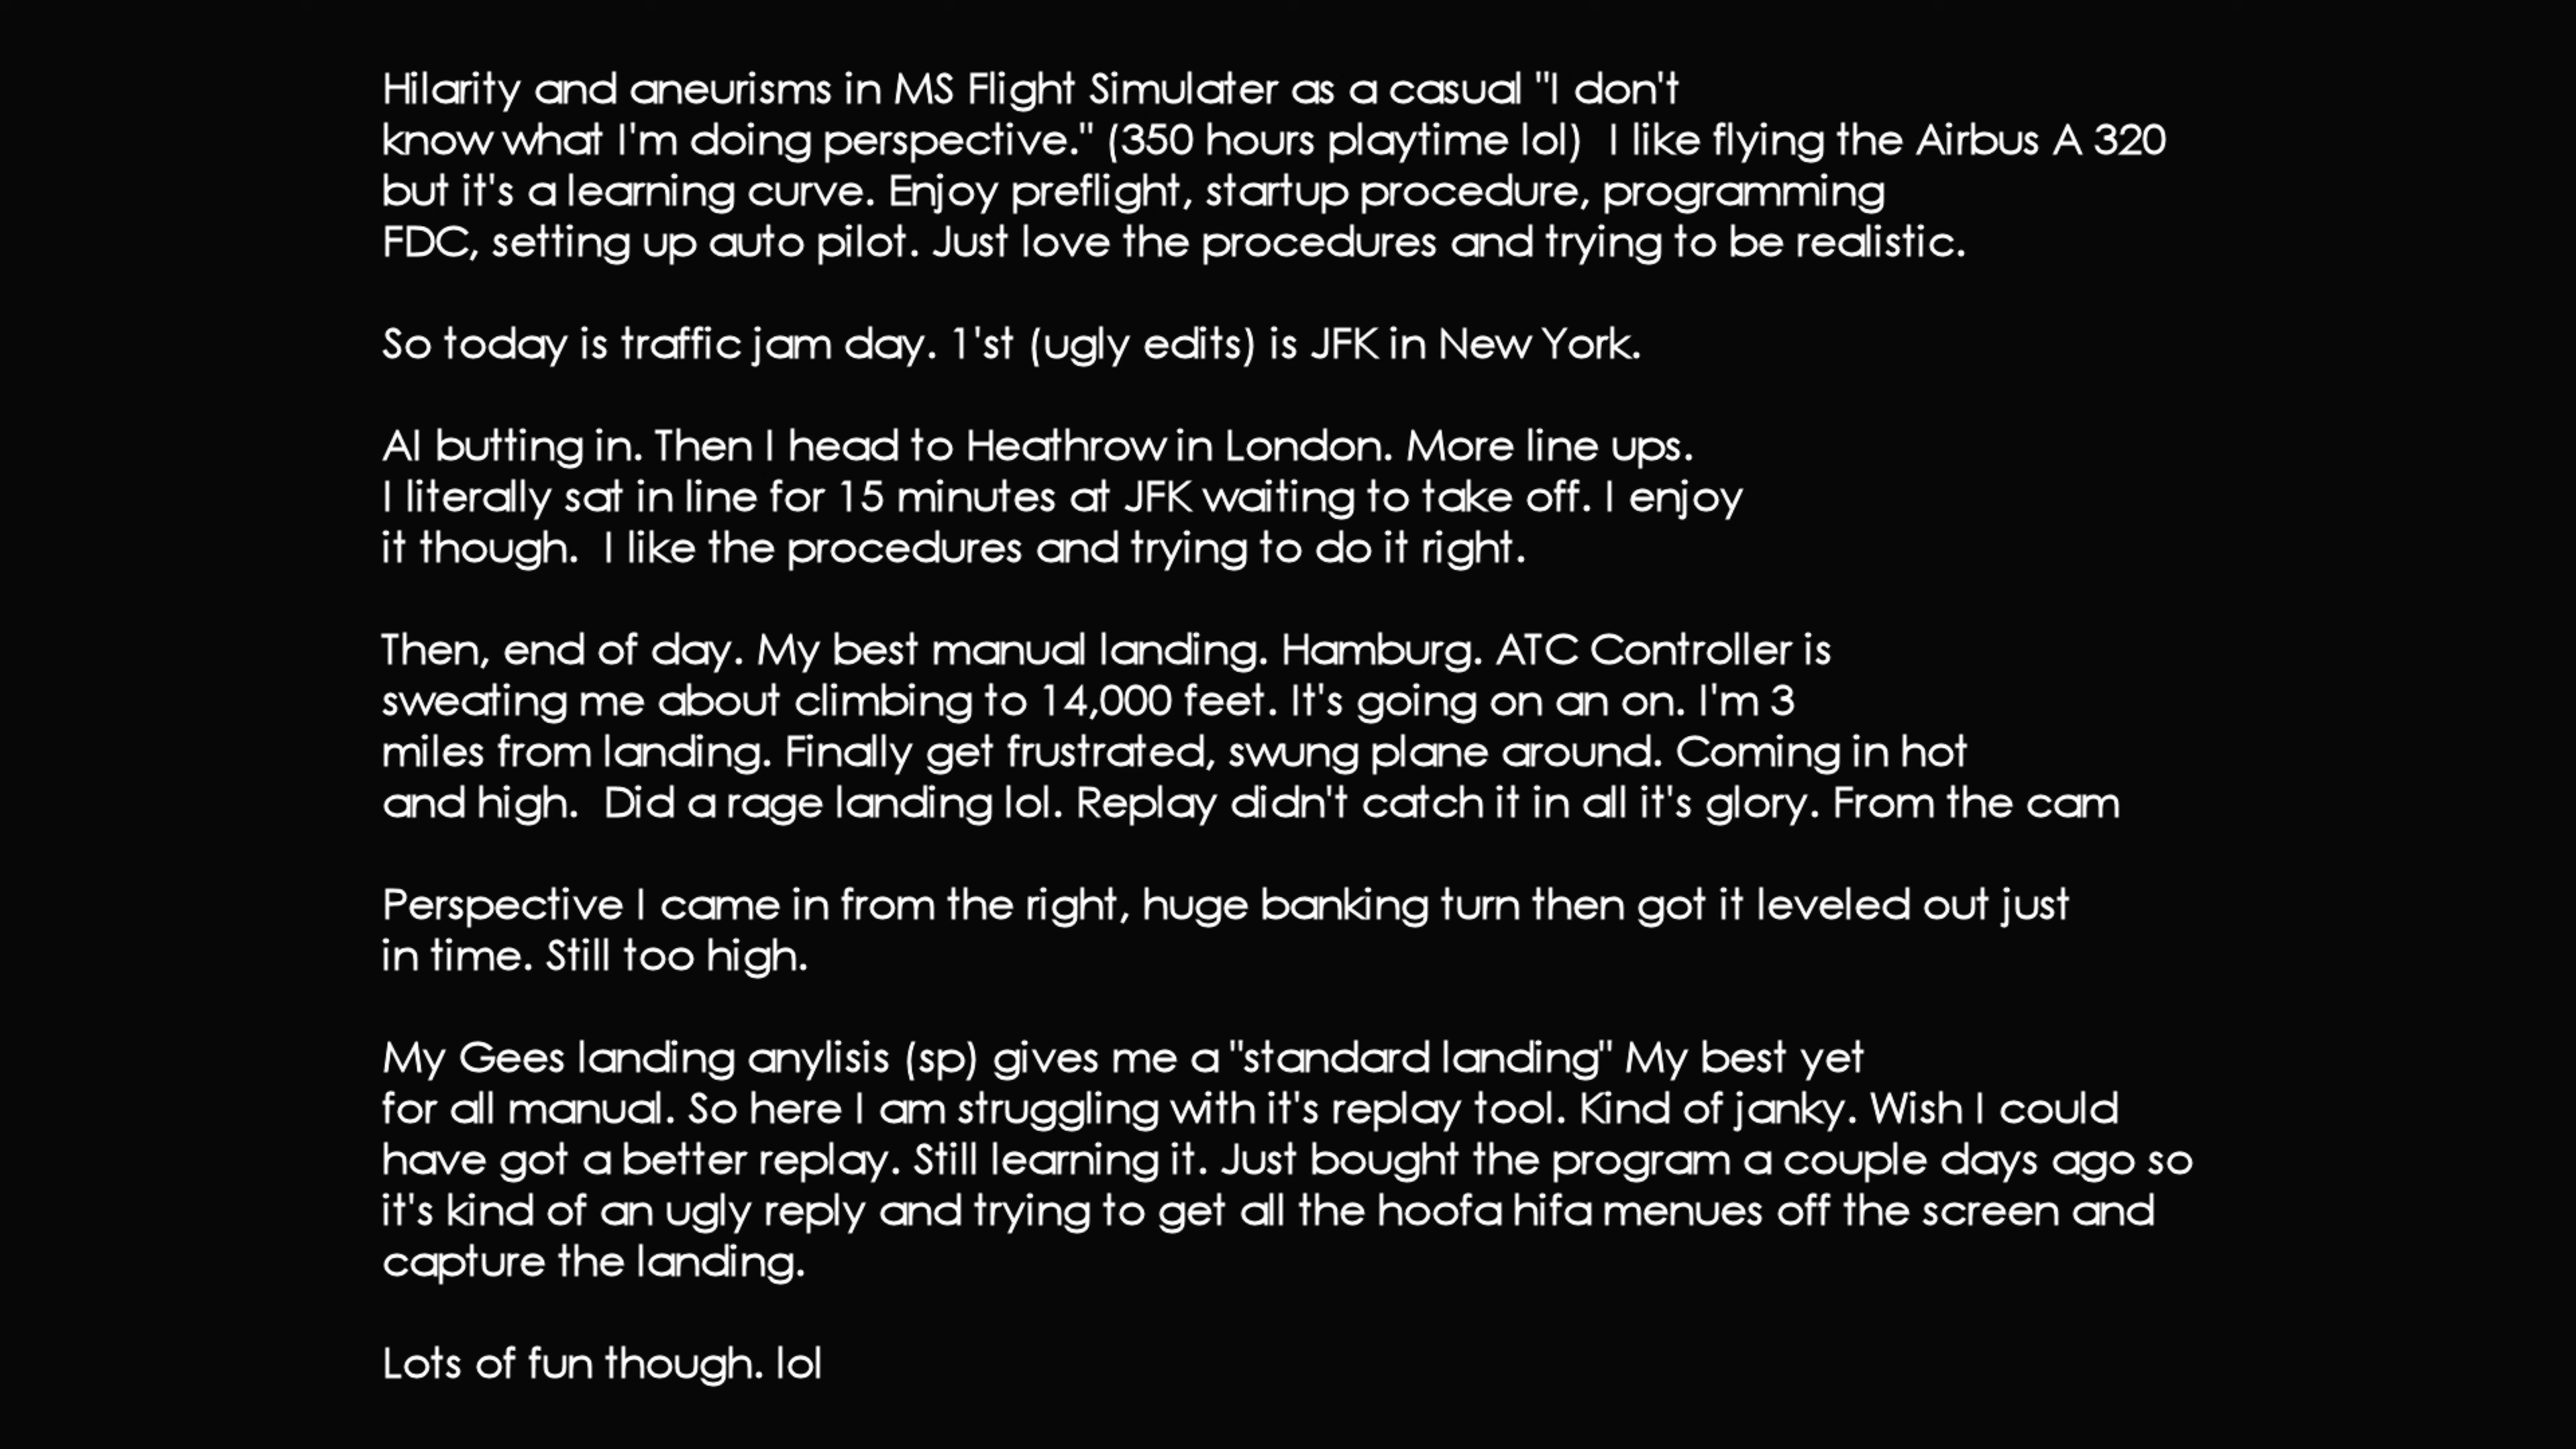 Hilarity and aneurisms in MS Flight Simulater as a casual "I don't
know what I'm doing perspective." (350 hours playtime lol)  I like flying the Airbus A 320
but it's a learning curve. Enjoy preflight, startup procedure, programming
FDC, setting up auto pilot. Just love the procedures and trying to be realistic.
So today is traffic jam day. 1'st (ugly edits) is JFK in New York.
AI butting in. Then I head to Heathrow in London. More line ups.
I literally sat in line for 15 minutes at JFK waiting to take off. I enjoy
it though.  I like the procedures and trying to do it right.
Then, end of day. My best manual landing. Hamburg. ATC Controller is
sweating me about climbing to 14,000 feet. It's going on an on. I'm 3
miles from landing. Finally get frustrated, swung plane around. Coming in hot
and high.  Did a rage landing lol. Replay didn't catch it in all it's glory. From the cam
Perspective I came in from the right, huge banking turn then got it leveled out just
in time. Still too high.
My Gees landing anylisis (sp) gives me a "standard landing" My best yet
for all manual. So here I am struggling with it's replay tool. Kind of janky. Wish I could
have got a better replay. Still learning it. Just bought the program a couple days ago so
it's kind of an ugly reply and trying to get all the hoofa hifa menues off the screen and
capture the landing.
Lots of fun though. lol